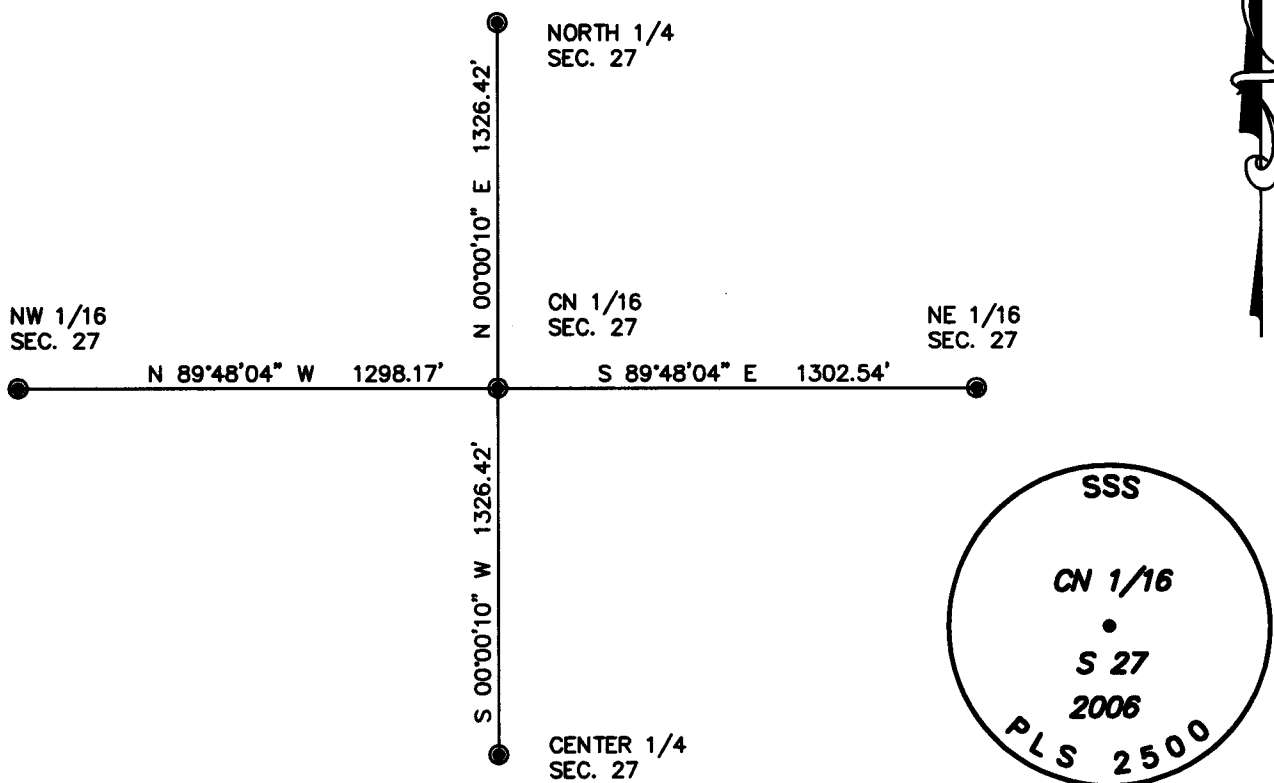 NORTH 1/4
SEC. 27
N 00°00'10" E 1326.42'
NW 1/16
SEC. 27
CN 1/16
SEC. 27
NE 1/16
SEC. 27
N 89°48'04" W 1298.17'
S 89°48'04" E 1302.54'
S 00°00'10" W 1326.42'
CENTER 1/4
SEC. 27
SSS
CN 1/16
S 27
2006
PLS 2500